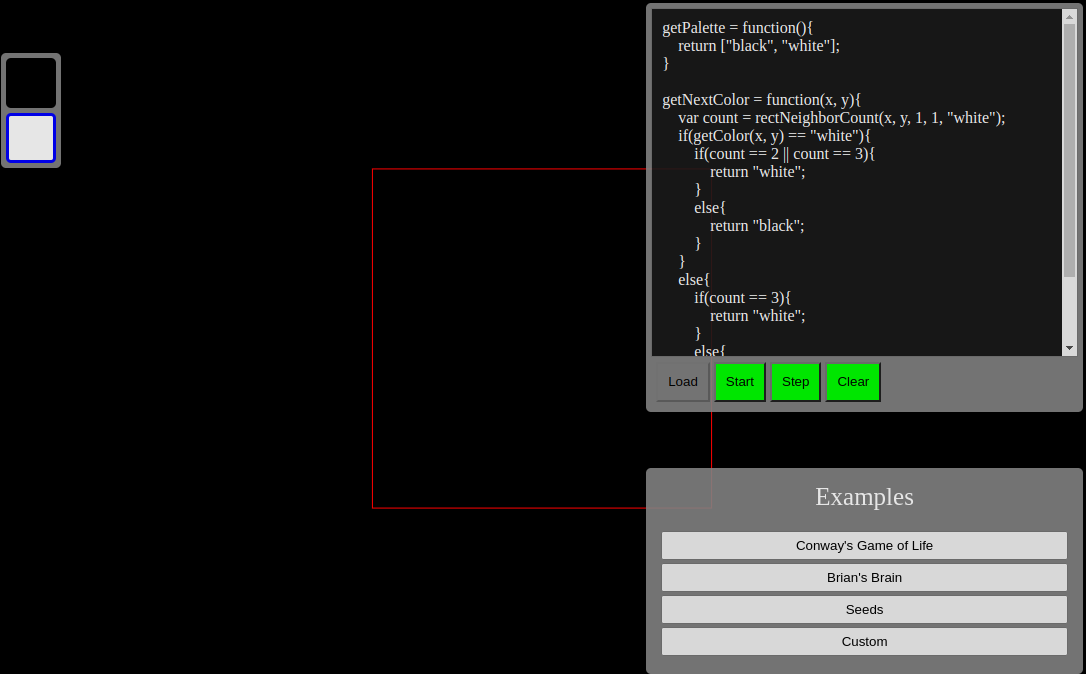 getPalette = function(){
    return ["black", "white"];
}

getNextColor = function(x, y){
    var count = rectNeighborCount(x, y, 1, 1, "white");
    if(getColor(x, y) == "white"){
        if(count == 2 || count == 3){
            return "white";
        }
        else{
            return "black";
        }
    }
    else{
        if(count == 3){
            return "white";
        }
        else{
Load Start Step Clear
Examples
Conway's Game of Life
Brian's Brain
Seeds
Custom